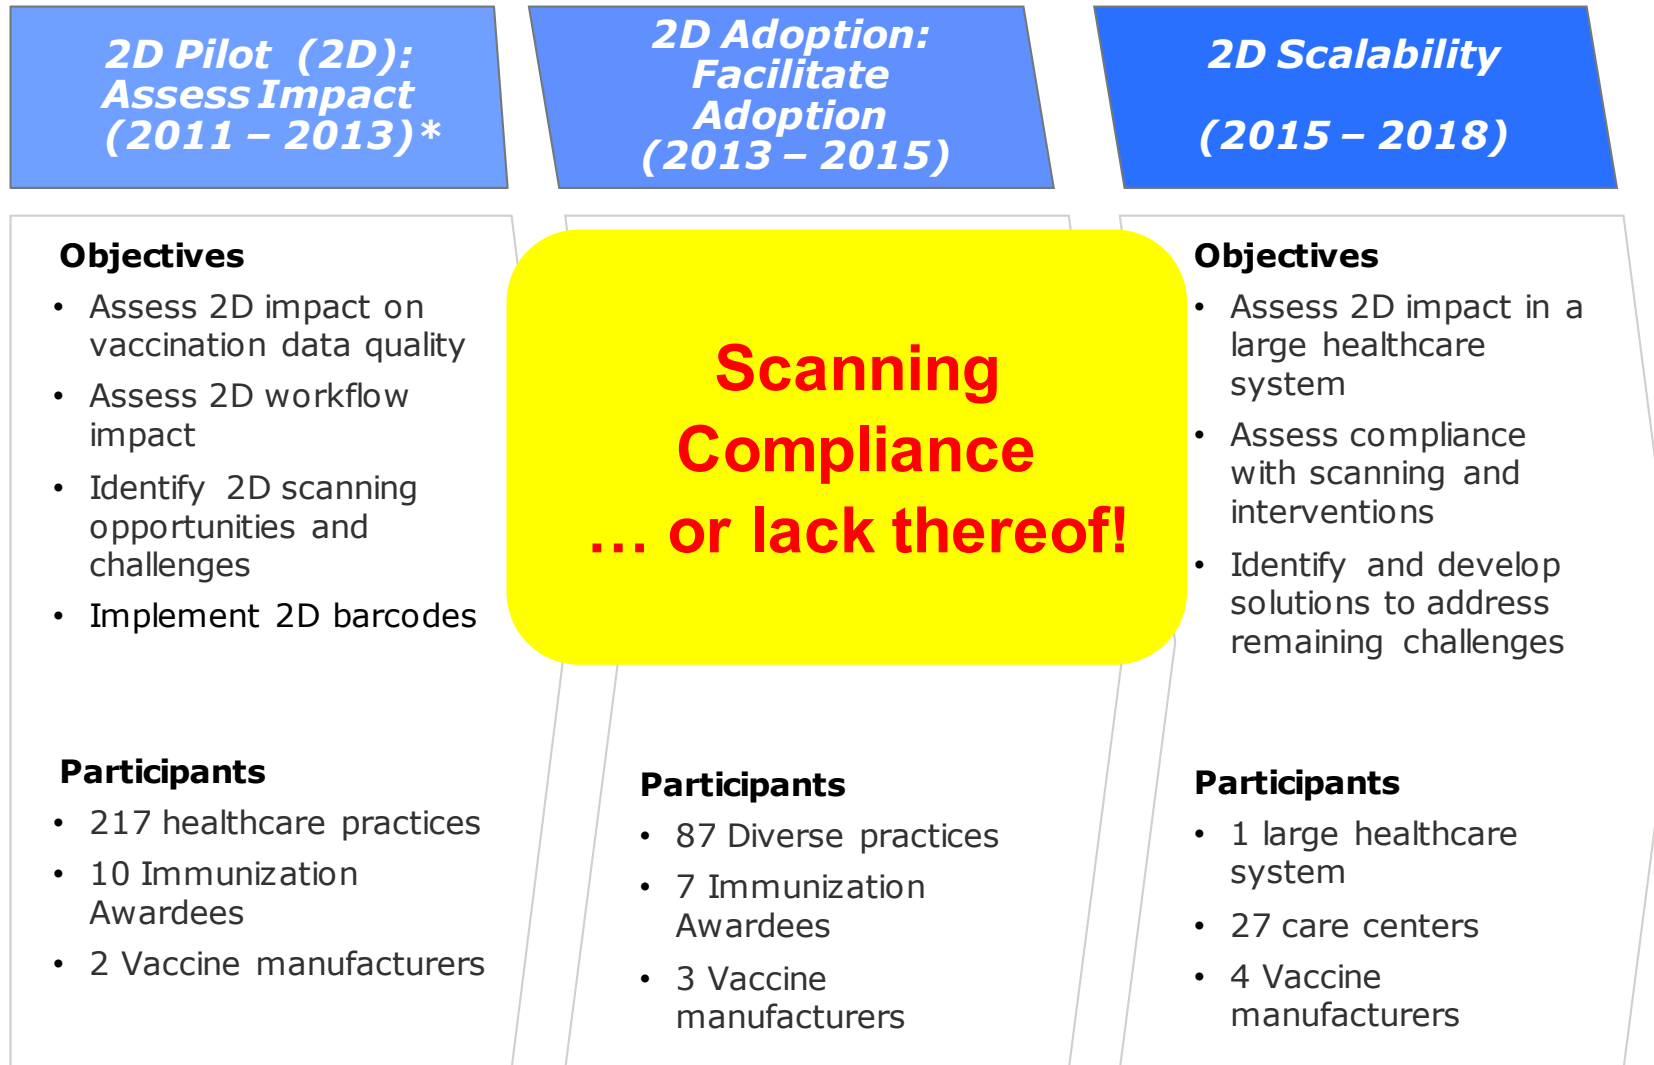 2D Pilot (2D):
Assess Impact
(2011 – 2013)*
2D Adoption:
Facilitate
Adoption
(2013 – 2015)
2D Scalability
(2015 – 2018)
Objectives
• Assess 2D impact on
vaccination data quality
• Assess 2D workflow
impact
• Identify 2D scanning
opportunities and
challenges
• Implement 2D barcodes
Participants
• 217 healthcare practices
• 10 Immunization
Awardees
• 2 Vaccine manufacturers
Scanning
Compliance
… or lack thereof!
Participants
• 87 Diverse practices
• 7 Immunization
Awardees
• 3 Vaccine
manufacturers
Objectives
• Assess 2D impact in a
large healthcare
system
• Assess compliance
with scanning and
interventions
• Identify and develop
solutions to address
remaining challenges
Participants
• 1 large healthcare
system
• 27 care centers
• 4 Vaccine
manufacturers